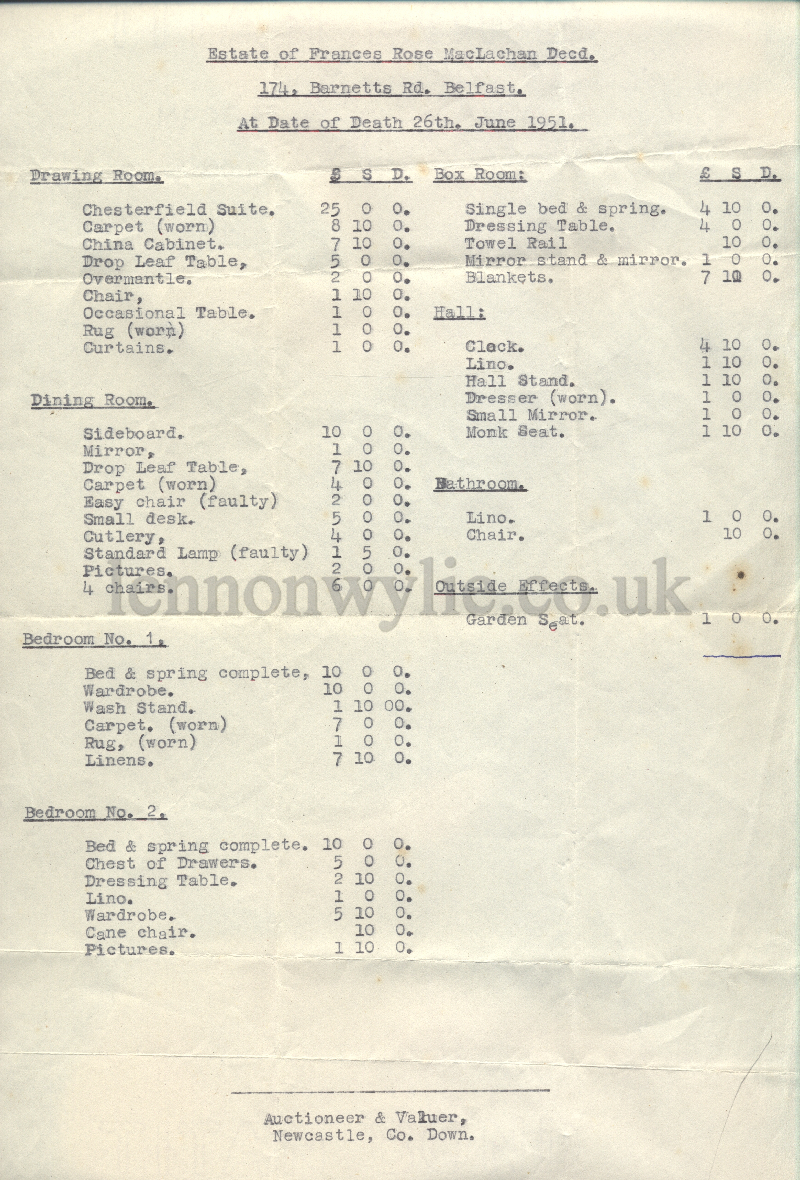 Estate of Frances Rose MacLachan Decd.
174, Barnetts Rd. Belfast.
At Date of Death 26th. June 1951.
Drawing Room. £ S D.
Chesterfield Suite. 25 0 0.
Carpet (worn) 8 10 0.
China Cabinet. 7 10 0.
Drop Leaf Table, 5 0 0.
Overmantle. 2 0 0.
Chair, 1 10 0.
Occasional Table. 1 0 0.
Rug (worn) 1 0 0.
Curtains. 1 0 0.
Dining Room.
Sideboard. 10 0 0.
Mirror, 1 0 0.
Drop Leaf Table, 7 10 0.
Carpet (worn) 4 0 0.
Easy chair (faulty) 2 0 0.
Small desk. 5 0 0.
Cutlery, 4 0 0.
Standard Lamp (faulty) 1 5 0.
Pictures. 2 0 0.
4 chairs. 6 0 0.
Bedroom No. 1.
Bed & spring complete, 10 0 0.
Wardrobe. 10 0 0.
Wash Stand. 1 10 00.
Carpet. (worn) 7 0 0.
Rug, (worn) 1 0 0.
Linens. 7 10 0.
Bedroom No. 2.
Bed & spring complete. 10 0 0.
Chest of Drawers. 5 0 0.
Dressing Table. 2 10 0.
Lino. 1 0 0.
Wardrobe. 5 10 0.
Cane chair. 10 0.
Pictures. 1 10 0.
Box Room: £ S D.
Single bed & spring. 4 10 0.
Dressing Table. 4 0 0.
Towel Rail 10 0.
Mirror stand & mirror. 1 0 0.
Blankets. 7 10 0.
Hall:
Clock. 4 10 0.
Lino. 1 10 0.
Hall Stand. 1 10 0.
Dresser (worn). 1 0 0.
Small Mirror. 1 0 0.
Monk Seat. 1 10 0.
Bathroom.
Lino. 1 0 0.
Chair. 10 0.
Outside Effects.
Garden Seat. 1 0 0.
lennonwylie.co.uk
Auctioneer & Valuer,
Newcastle, Co. Down.